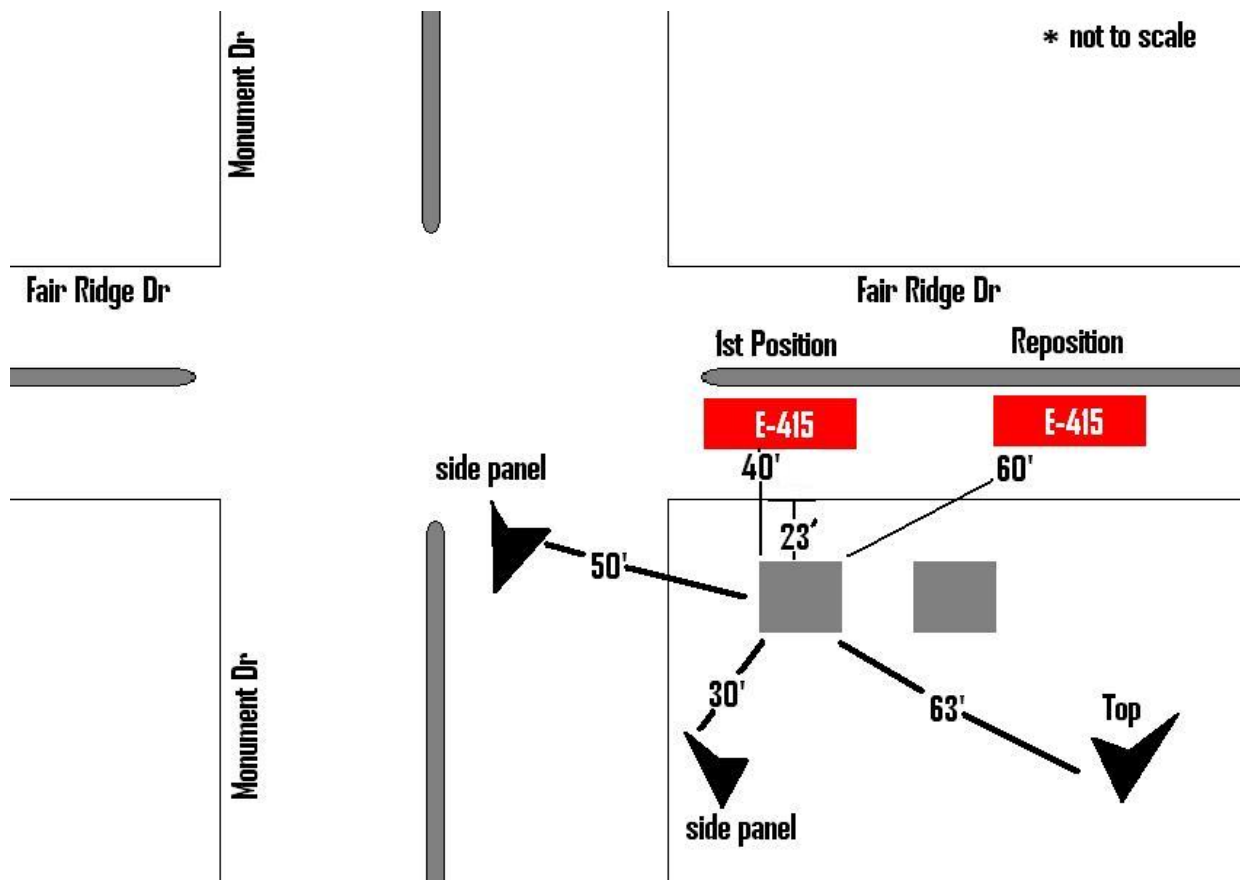 * not to scale
Monument Dr
Fair Ridge Dr
Fair Ridge Dr
1st Position
Reposition
E-415
E-415
40'
60'
side panel
23'
50'
Monument Dr
30'
63'
Top
side panel